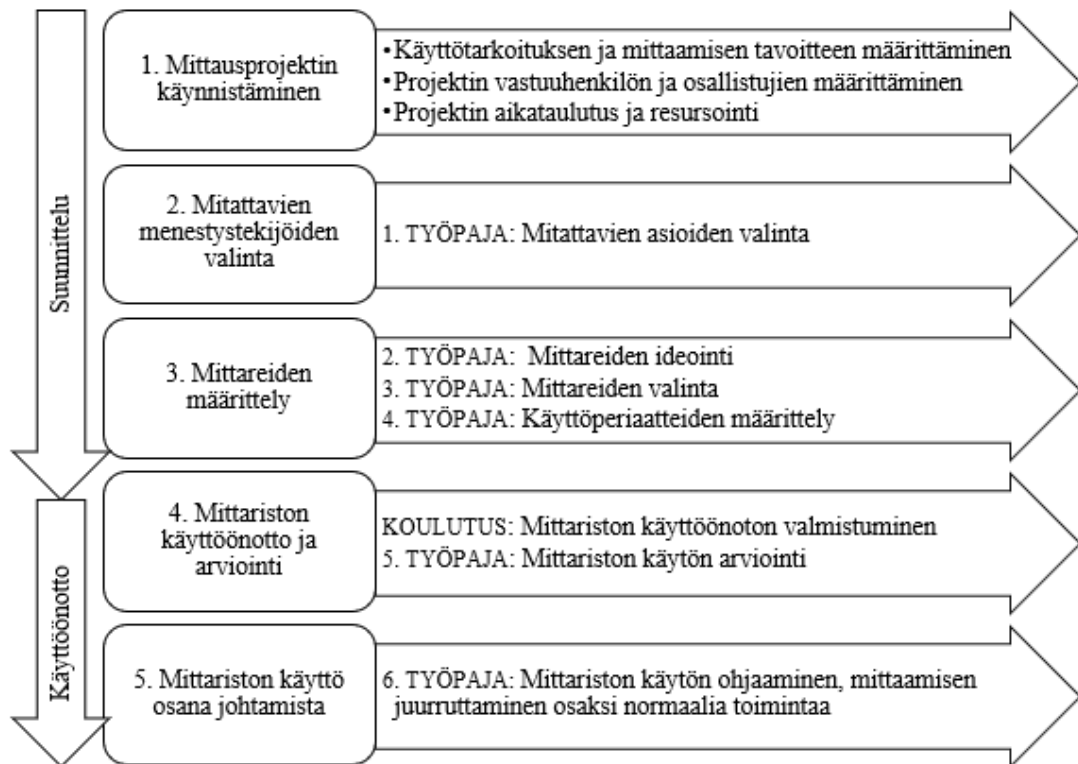 Suunnittelu
1. Mittausprojektin
käynnistäminen
•Käyttötarkoituksen ja mittaamisen tavoitteen määrittäminen
•Projektin vastuuhenkilön ja osallistujien määrittäminen
•Projektin aikataulutus ja resursointi
2. Mitattavien
menestystekijöiden
valinta
1. TYÖPAJA: Mitattavien asioiden valinta
3. Mittareiden
määrittely
2. TYÖPAJA: Mittareiden ideointi
3. TYÖPAJA: Mittareiden valinta
4. TYÖPAJA: Käyttöperiaatteiden määrittely
Käyttöönotto
4. Mittariston
käyttöönotto ja
arviointi
KOULUTUS: Mittariston käyttöönoton valmistuminen
5. TYÖPAJA: Mittariston käytön arviointi
5. Mittariston käyttö
osana johtamista
6. TYÖPAJA: Mittariston käytön ohjaaminen, mittaamisen
juurruttaminen osaksi normaalia toimintaa